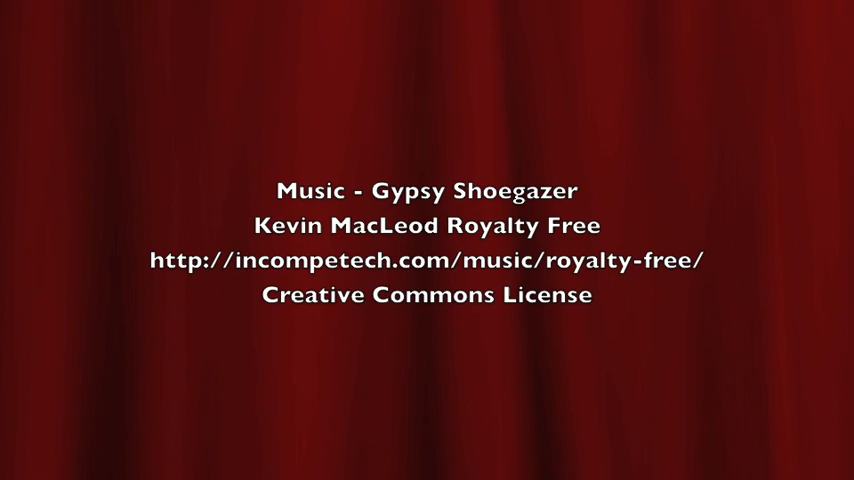 Music - Gypsy Shoegazer
Kevin MacLeod Royalty Free
http://incompetech.com/music/royalty-free/
Creative Commons License